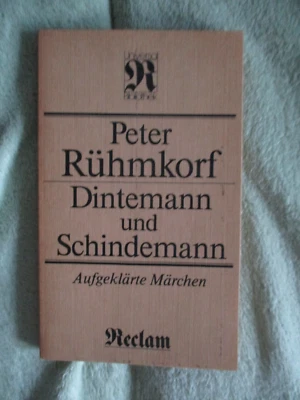 R
Peter
Rühmkorf
Dintemann
und
Schindemann
Aufgeklärte Märchen
Reclam